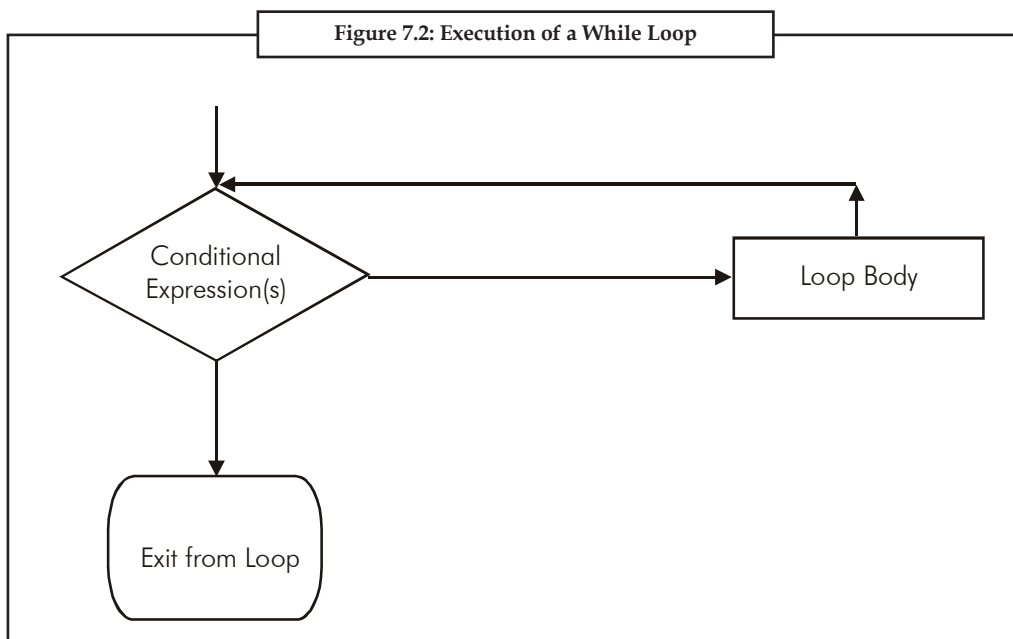 Figure 7.2: Execution of a While Loop
Conditional
Expression(s)
Loop Body
Exit from Loop